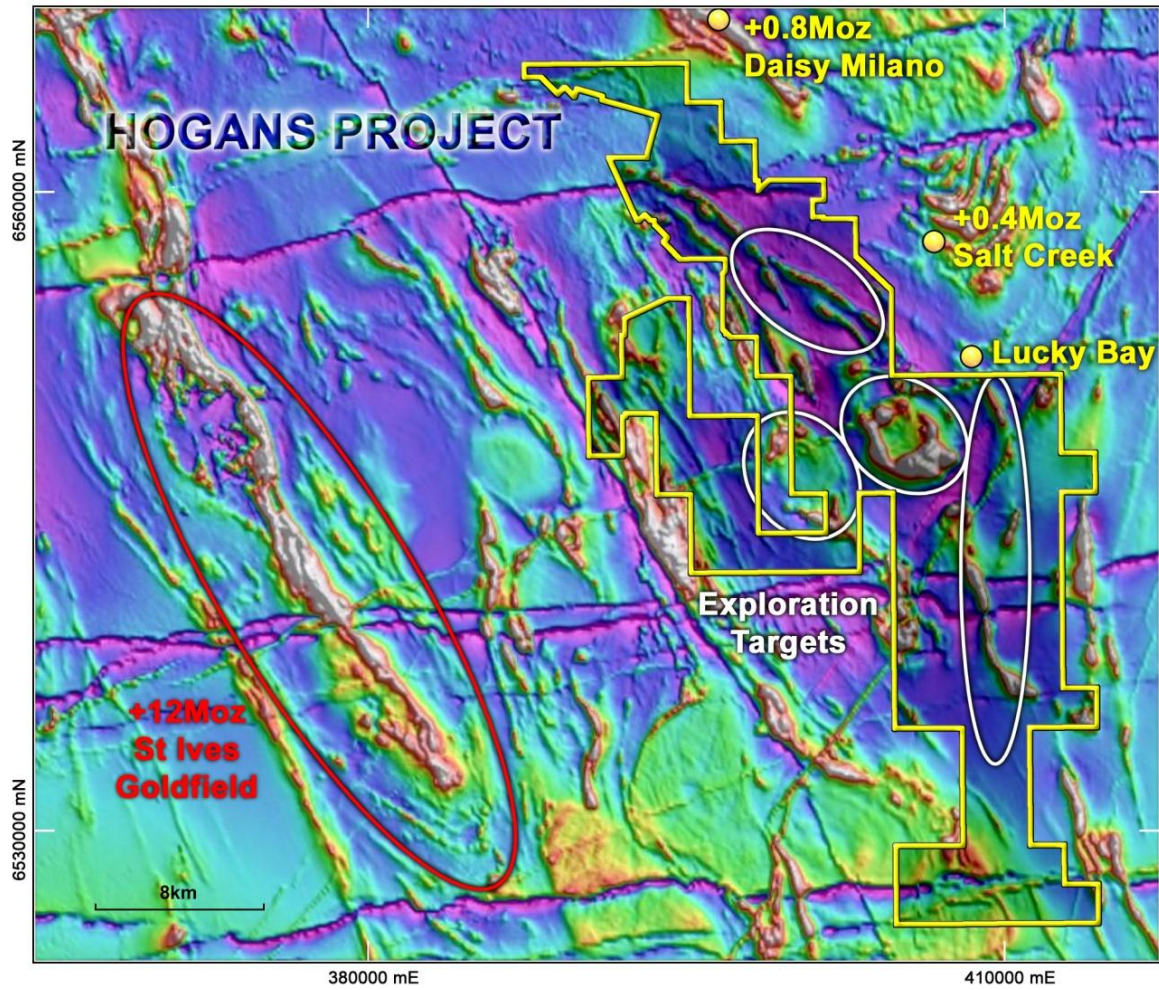 +0.8Moz
Daisy Milano
HOGANS PROJECT
6560000 mN
+0.4Moz
Salt Creek
Lucky Bay
Exploration
Targets
+12Moz
St Ives
Goldfield
6530000 mN
8km
380000 mE
410000 mE